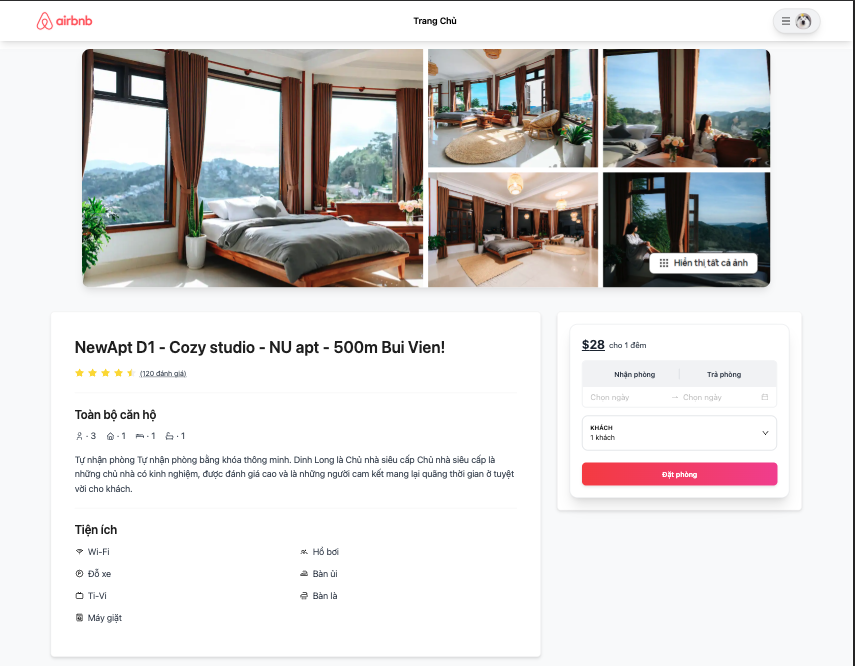 airbnb
Trang Chủ
Hiển thị tất cả ảnh
NewApt D1 - Cozy studio - NU apt - 500m Bui Vien!
(120 đánh giá)
Toàn bộ căn hộ
· 3 · 1 · 1 · 1
Tự nhận phòng Tự nhận phòng bằng khóa thông minh. Dinh Long là Chủ nhà siêu cấp Chủ nhà siêu cấp là
những chủ nhà có kinh nghiệm, được đánh giá cao và là những người cam kết mang lại quãng thời gian ở tuyệt
vời cho khách.
Tiện ích
Wi-Fi
Hồ bơi
Đỗ xe
Bàn ủi
Ti-Vi
Bàn là
Máy giặt
$28 cho 1 đêm
Nhận phòng Trả phòng
Chọn ngày → Chọn ngày
KHÁCH
1 khách
Đặt phòng